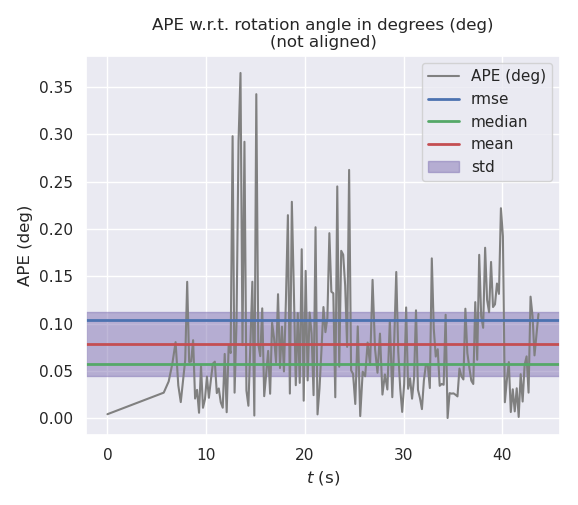 APE w.r.t. rotation angle in degrees (deg)
(not aligned)
APE (deg)
rmse
median
mean
std
0.35
0.30
0.25
0.20
0.15
0.10
0.05
0.00
APE (deg)
0
10
20
30
40
t (s)